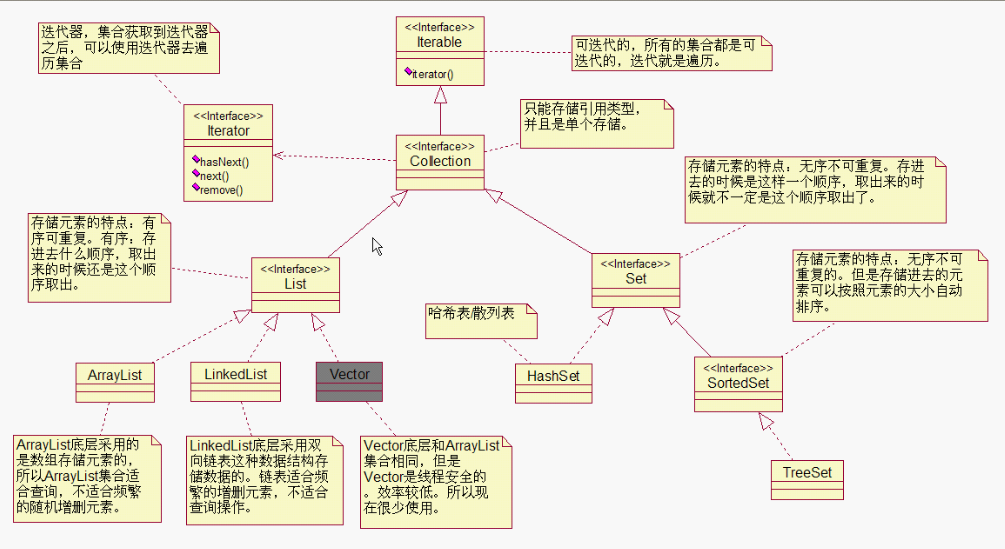 迭代器，集合获取到迭代器
之后，可以使用迭代器去遍
历集合
<<Interface>>
Iterable
iterator()
可迭代的，所有的集合都是可
迭代的，迭代就是遍历。
<<Interface>>
Iterator
hasNext()
next()
remove()
只能存储引用类型，
并且是单个存储。
<<Interface>>
Collection
存储元素的特点：无序不可重复。存进
去的时候是这样一个顺序，取出来的时
候就不一定是这个顺序取出了。
存储元素的特点：有
序可重复。有序：存
进去什么顺序，取出
来的时候还是这个顺
序取出。
<<Interface>>
List
<<Interface>>
Set
存储元素的特点：无序不可
重复的。但是存储进去的元
素可以按照元素的大小自动
排序。
哈希表/散列表
ArrayList
LinkedList
Vector
HashSet
<<Interface>>
SortedSet
ArrayList底层采用的
是数组存储元素的，
所以ArrayList集合适
合查询，不适合频繁
的随机增删元素。
LinkedList底层采用双
向链表这种数据结构存
储数据的。链表适合频
繁的增删元素，不适合
查询操作。
Vector底层和ArrayList
集合相同，但是
Vector是线程安全的
。效率较低。所以现
在很少使用。
TreeSet